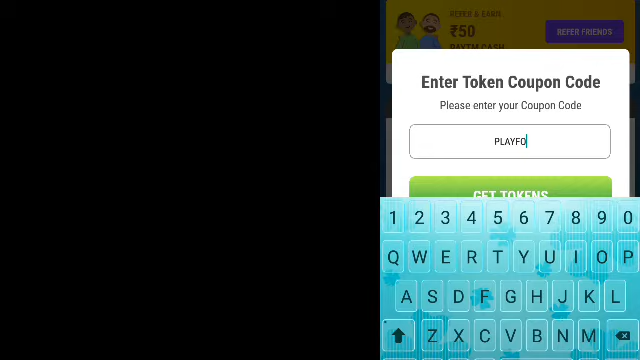 REFER & EARN
₹50
PAYTM CASH
REFER FRIENDS
Enter Token Coupon Code
Please enter your Coupon Code
PLAYFO
GET TOKENS
1 2 3 4 5 6 7 8 9 0
Q W E R T Y U I O P
A S D F G H J K L
Z X C V B N M